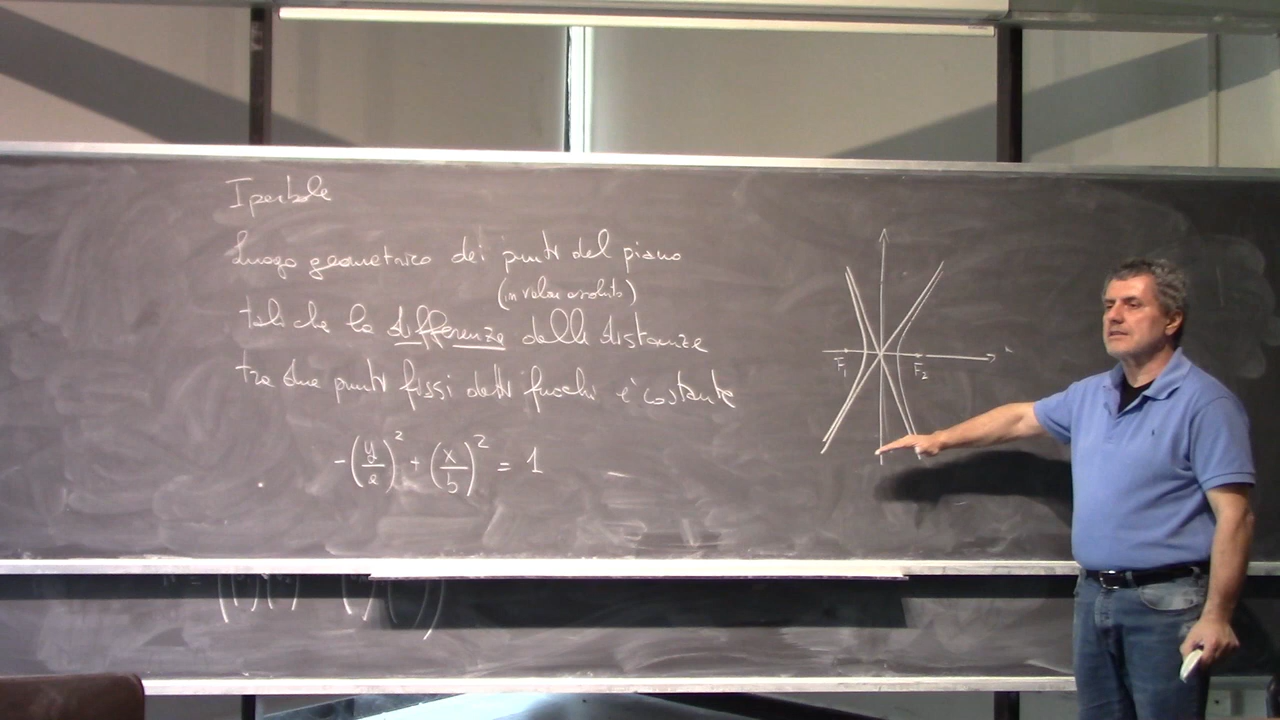 Iperbole
Luogo geometrico dei punti del piano
(in valore assoluto)
tali che la differenza delle distanze
tra due punti fissi detti fuochi è costante
-(y/a)² + (x/b)² = 1
F₁ F₂